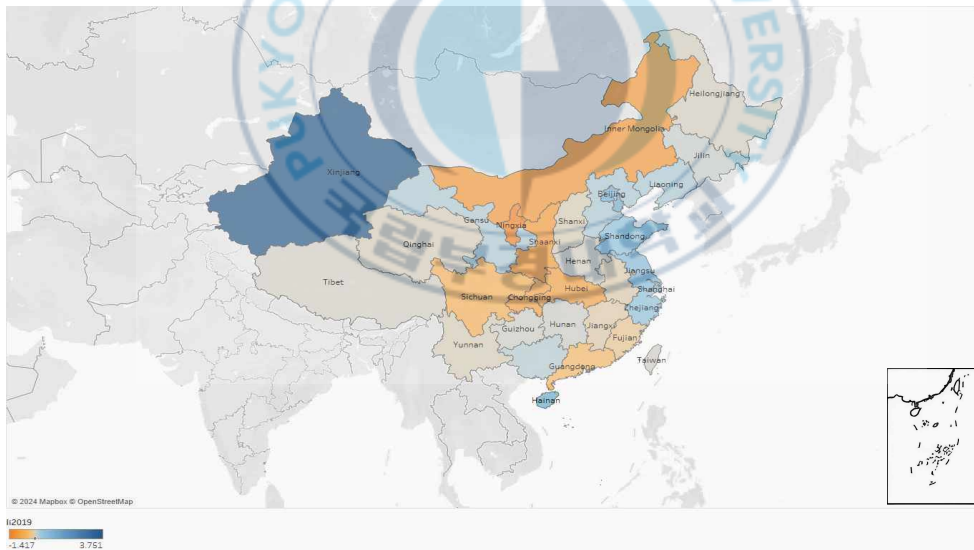 Heilongjiang
Inner Mongolia
Jilin
Xinjiang
Liaoning
Beijing
Gansu
Ningxia
Shanxi
Shandong
Shaanxi
Qinghai
Henan
Jiangsu
Tibet
Shanghai
Sichuan
Chongqing
Hubei
Zhejiang
Guizhou
Hunan
Jiangxi
Yunnan
Fujian
Taiwan
Guangdong
Hainan
© 2024 Mapbox © OpenStreetMap
li2019
-1.417 3.751